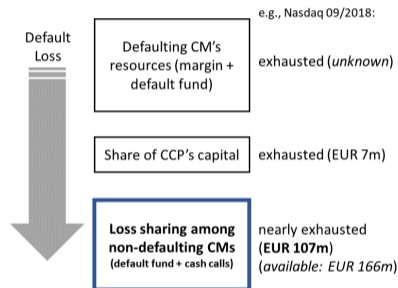 e.g., Nasdaq 09/2018:
Default
Loss
Defaulting CM's
resources (margin +
default fund)
exhausted (unknown)
Share of CCP's capital
exhausted (EUR 7m)
Loss sharing among
non-defaulting CMs
(default fund + cash calls)
nearly exhausted
(EUR 107m)
(available: EUR 166m)